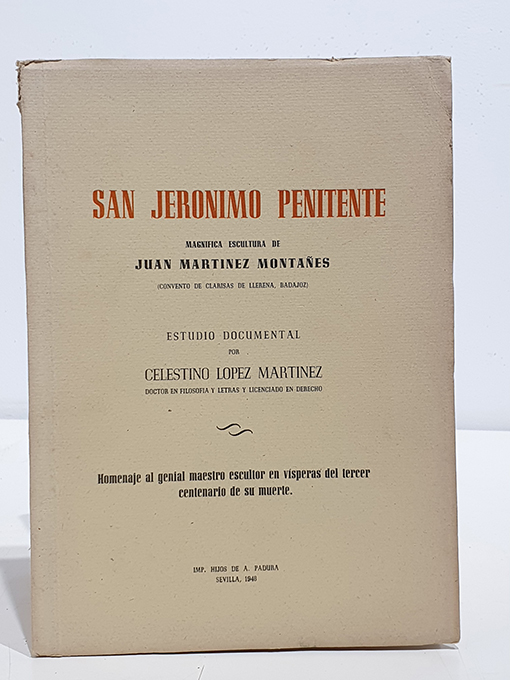 SAN JERONIMO PENITENTE
MAGNIFICA ESCULTURA DE
JUAN MARTINEZ MONTAÑES
(CONVENTO DE CLARISAS DE LLERENA, BADAJOZ)
ESTUDIO DOCUMENTAL
POR
CELESTINO LOPEZ MARTINEZ
DOCTOR EN FILOSOFIA Y LETRAS Y LICENCIADO EN DERECHO
Homenaje al genial maestro escultor en vísperas del tercer
centenario de su muerte.
IMP. HIJOS DE A. PADURA
SEVILLA, 1948